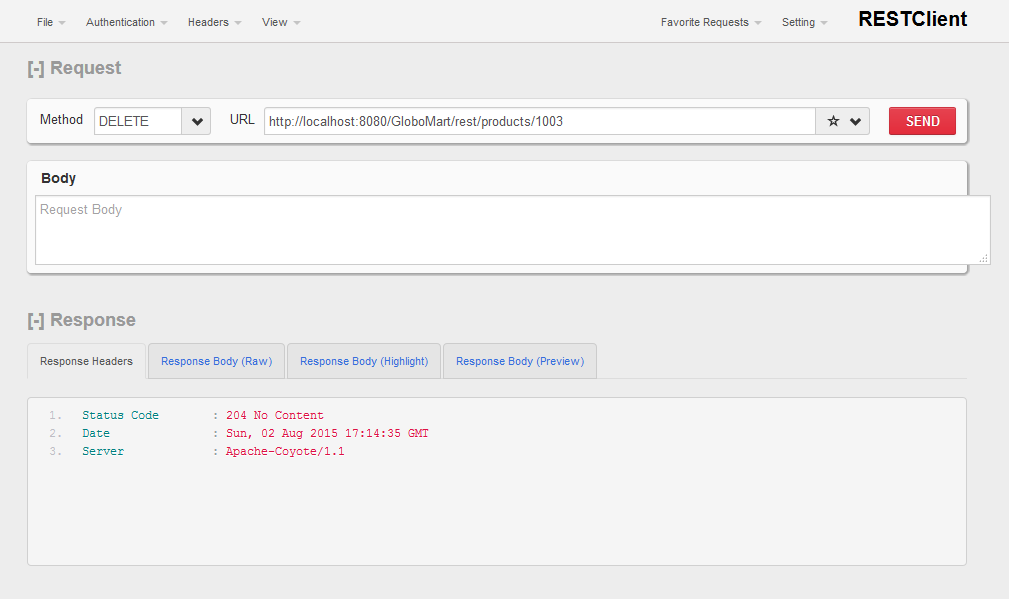 File Authentication Headers View Favorite Requests Setting RESTClient
[-] Request
Method DELETE URL http://localhost:8080/GloboMart/rest/products/1003 SEND
Body
Request Body
[-] Response
Response Headers Response Body (Raw) Response Body (Highlight) Response Body (Preview)
1. Status Code : 204 No Content
2. Date : Sun, 02 Aug 2015 17:14:35 GMT
3. Server : Apache-Coyote/1.1